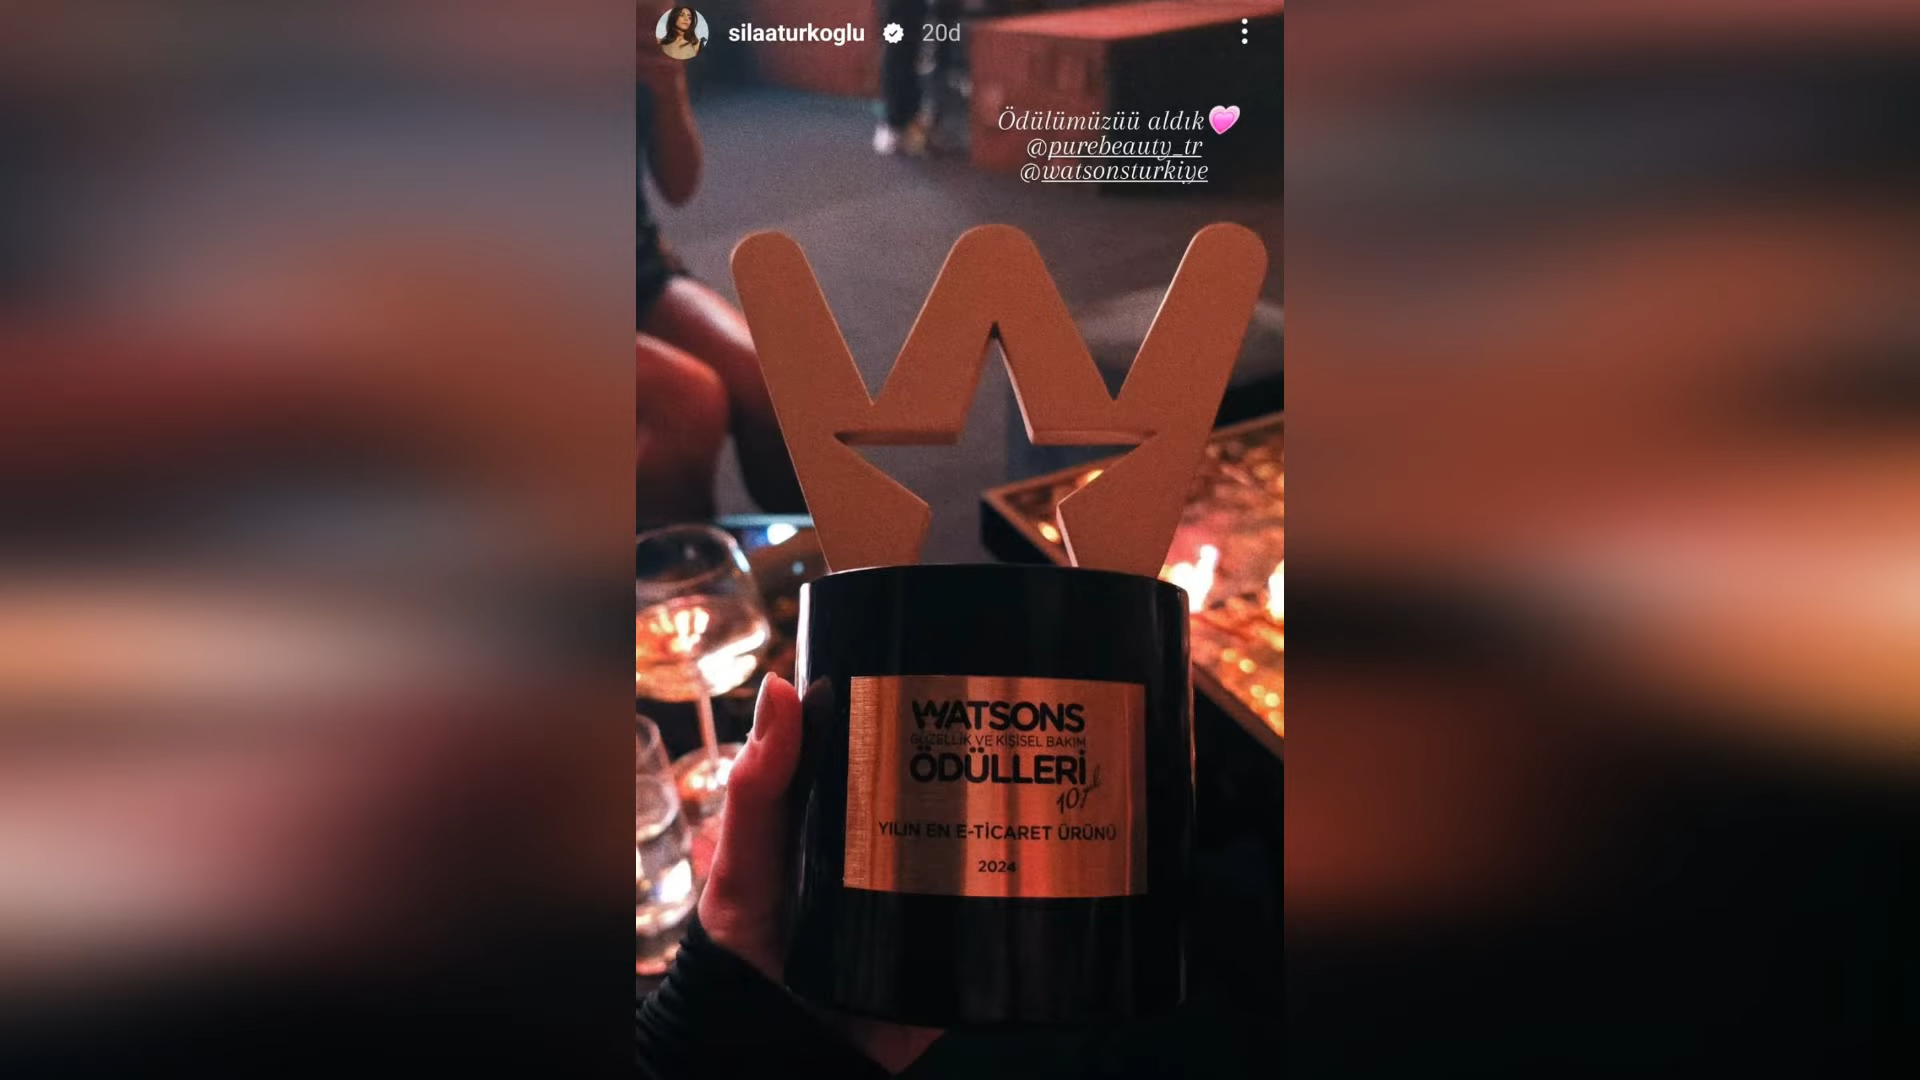 silaaturkoglu 20d
Ödülümüzüü aldık
@purebeauty_tr
@watsonsturkiye
WATSONS
GÜZELLİK VE KİŞİSEL BAKIM
ÖDÜLLERİ
10. yıl
YILIN EN E-TİCARET ÜRÜNÜ
2024